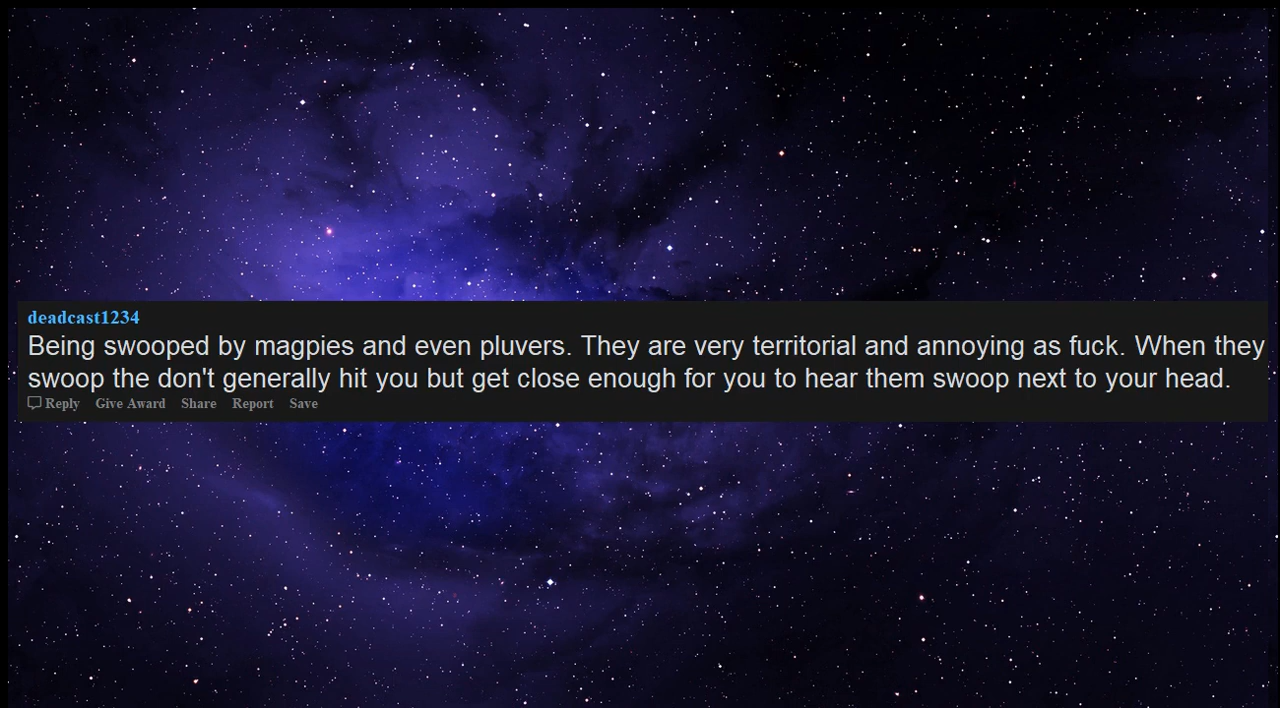 deadcast1234
Being swooped by magpies and even pluvers. They are very territorial and annoying as fuck. When they
swoop the don't generally hit you but get close enough for you to hear them swoop next to your head.
Reply Give Award Share Report Save